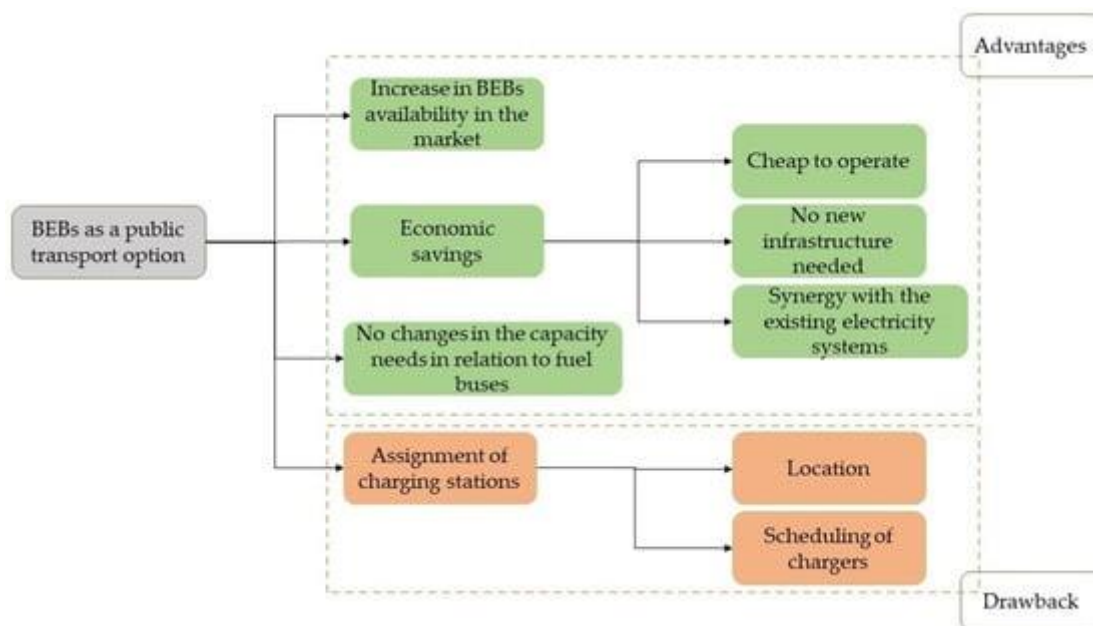 Advantages
Increase in BEBs
availability in the
market
Cheap to operate
BEBs as a public
transport option
Economic
savings
No new
infrastructure
needed
Synergy with the
existing electricity
systems
No changes in the capacity
needs in relation to fuel
buses
Assignment of
charging stations
Location
Scheduling of
chargers
Drawback